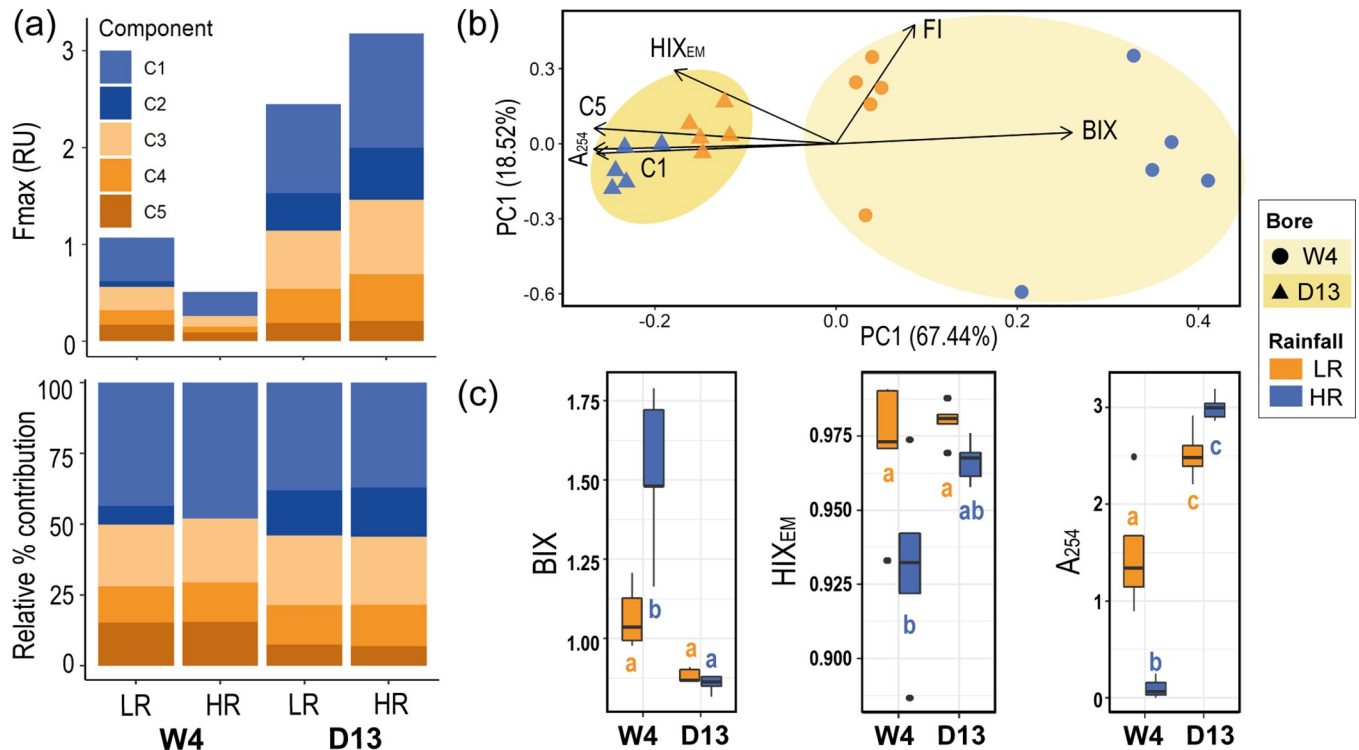 (a)
Component
C1
C2
C3
C4
C5
Fmax (RU)
3
2
1
0
Relative % contribution
100
75
50
25
0
LR HR LR HR
W4 D13
(b)
FI
HIXEM
C5
BIX
A254
C1
PC1 (18.52%)
0.3
0.0
-0.3
-0.6
-0.2 0.0 0.2 0.4
PC1 (67.44%)
Bore
W4
D13
Rainfall
LR
HR
(c)
BIX
1.75
1.50
1.25
1.00
a b a a
W4 D13
HIXEM
0.975
0.950
0.925
0.900
a b a ab
W4 D13
A254
3
2
1
0
a b c c
W4 D13